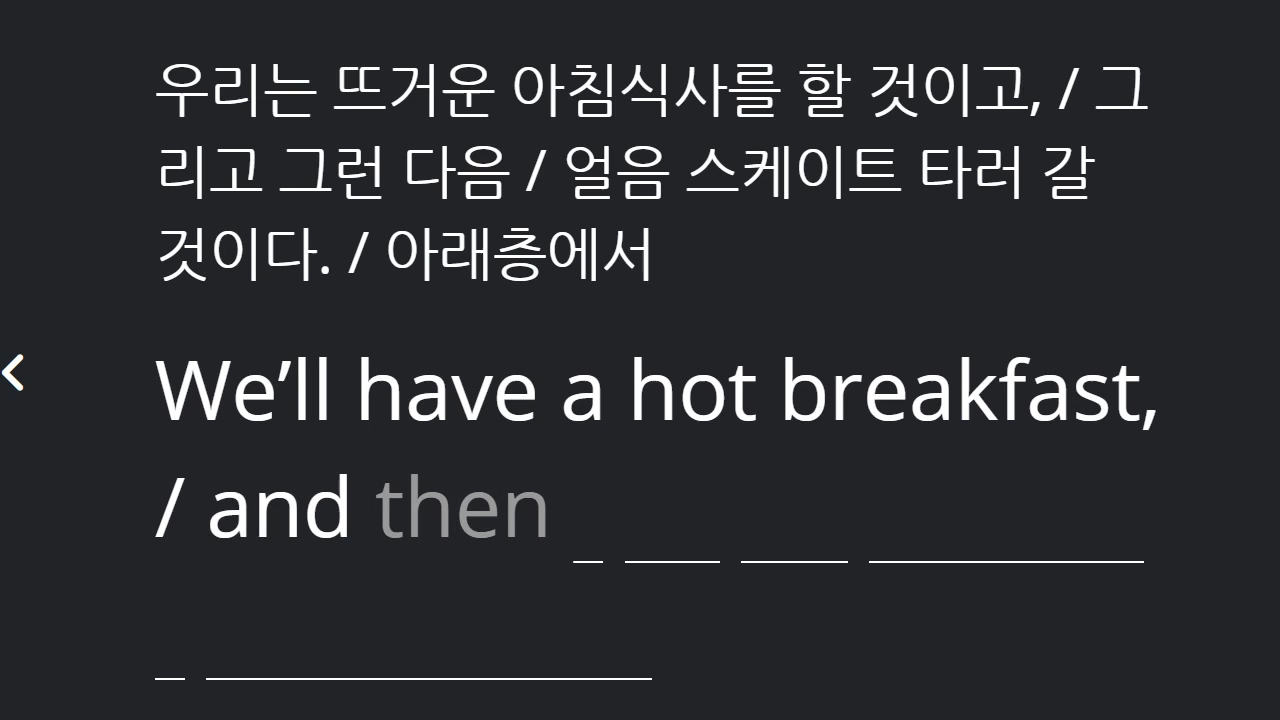 우리는 뜨거운 아침식사를 할 것이고, / 그
리고 그런 다음 / 얼음 스케이트 타러 갈
것이다. / 아래층에서
We’ll have a hot breakfast,
/ and then